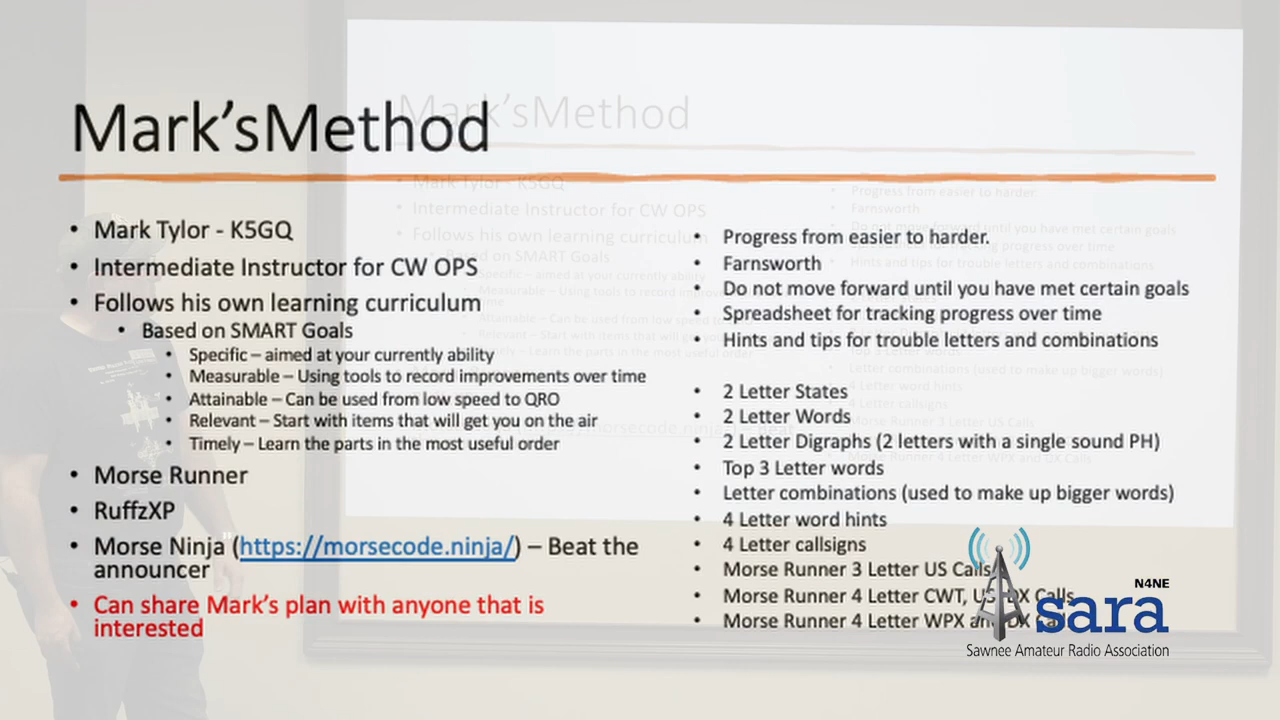 Mark'sMethod
• Mark Tylor - K5GQ
• Intermediate Instructor for CW OPS
• Follows his own learning curriculum
• Based on SMART Goals
• Specific – aimed at your currently ability
• Measurable – Using tools to record improvements over time
• Attainable – Can be used from low speed to QRO
• Relevant – Start with items that will get you on the air
• Timely – Learn the parts in the most useful order
• Morse Runner
• RuffzXP
• Morse Ninja (https://morsecode.ninja/) – Beat the
announcer
• Can share Mark's plan with anyone that is
interested
• Progress from easier to harder.
• Farnsworth
• Do not move forward until you have met certain goals
• Spreadsheet for tracking progress over time
• Hints and tips for trouble letters and combinations
• 2 Letter States
• 2 Letter Words
• 2 Letter Digraphs (2 letters with a single sound PH)
• Top 3 Letter words
• Letter combinations (used to make up bigger words)
• 4 Letter word hints
• 4 Letter callsigns
• Morse Runner 3 Letter US Calls
• Morse Runner 4 Letter CWT, US DX Calls
• Morse Runner 4 Letter WPX and DX Calls
N4NE
sara
Sawnee Amateur Radio Association